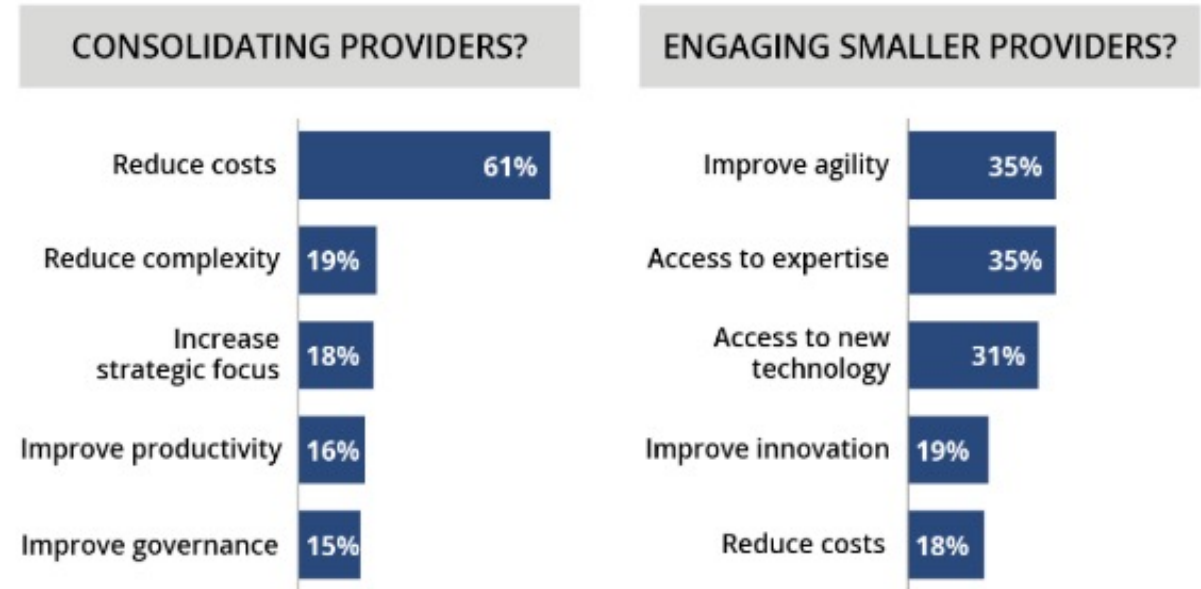 CONSOLIDATING PROVIDERS?
Reduce costs
61%
Reduce complexity
19%
Increase
strategic focus
18%
Improve productivity
16%
Improve governance
15%
ENGAGING SMALLER PROVIDERS?
Improve agility
35%
Access to expertise
35%
Access to new
technology
31%
Improve innovation
19%
Reduce costs
18%